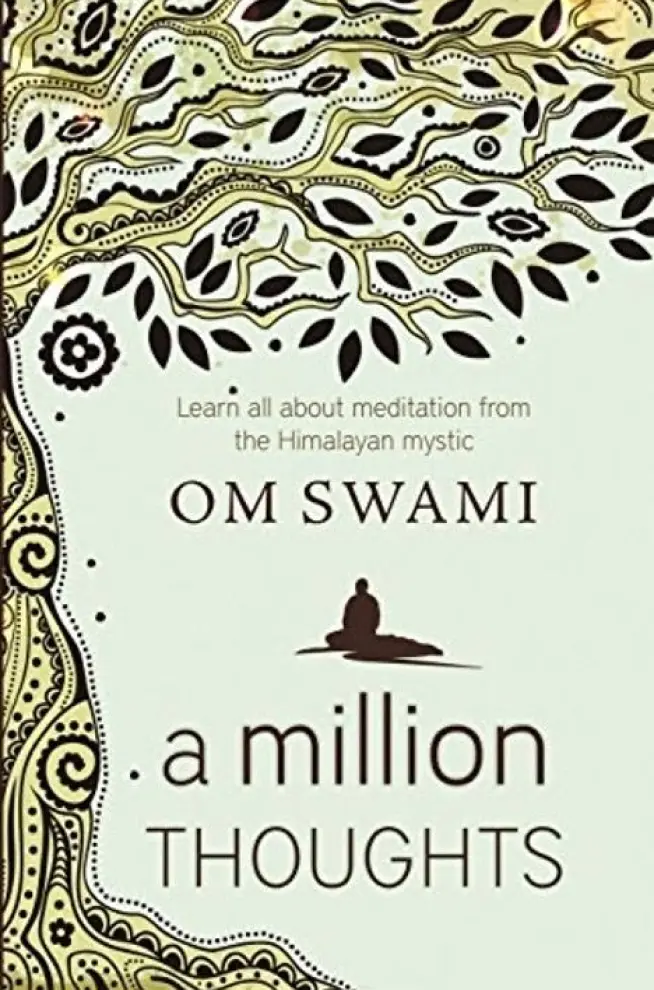 Learn all about meditation from
the Himalayan mystic
OM SWAMI
a million
THOUGHTS